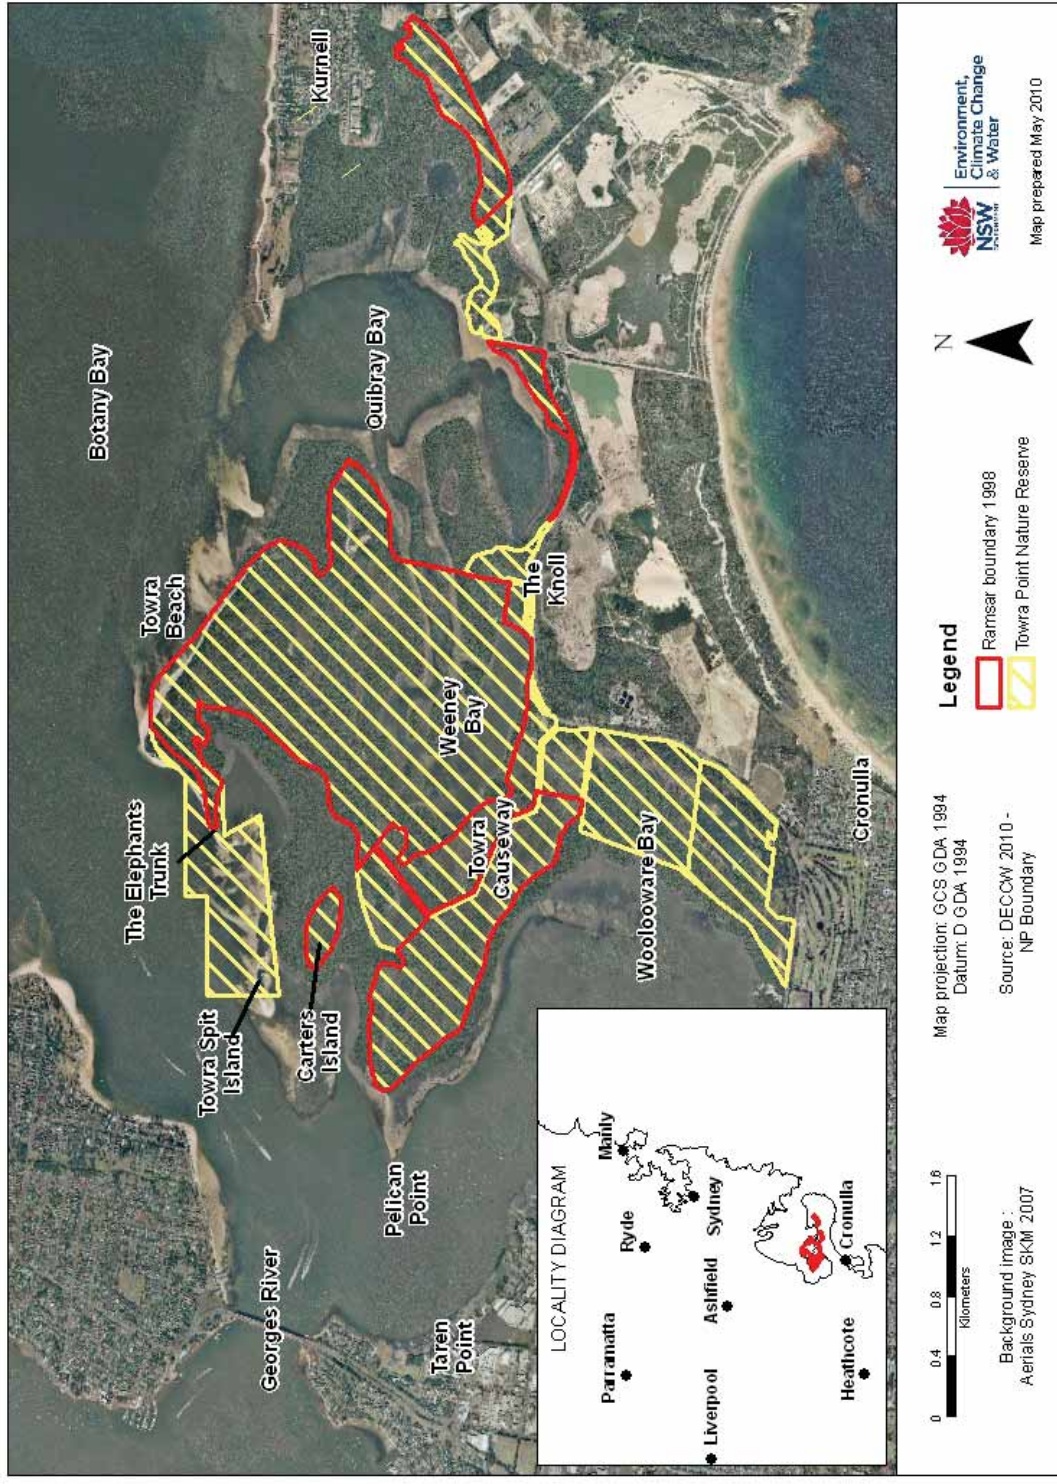 Botany Bay
Kurnell
Towra
Beach
Quibray Bay
The Elephants
Trunk
Towra Spit
Island
Carters
Island
Weeney
Bay
The
Knoll
Towra
Causeway
Georges River
Pelican
Point
Taren
Point
Woolooware Bay
Cronulla
LOCALITY DIAGRAM
Manly
Ryde
Parramatta
Sydney
Ashfield
Liverpool
Cronulla
Heathcote
0 0.4 0.8 1.2 1.6
Kilometers
Background image :
Aerials Sydney SKM 2007
Map projection: GCS GDA 1994
Datum: D GDA 1994
Source: DECCW 2010 -
NP Boundary
Legend
Ramsar boundary 1998
Towra Point Nature Reserve
N
NSW
GOVERNMENT
Environment,
Climate Change
& Water
Map prepared May 2010